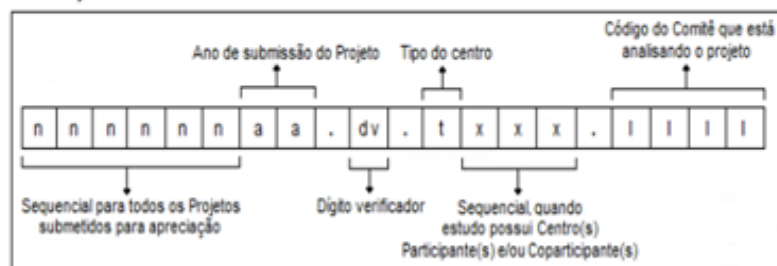 Ano de submissão do Projeto
Tipo do centro
Código do Comitê que está
analisando o projeto
n n n n n n a a . dv . t x x x . l l l l
Sequencial para todos os Projetos
submetidos para apreciação
Dígito verificador
Sequencial, quando
estudo possui Centro(s)
Participante(s) e/ou Coparticipante(s)